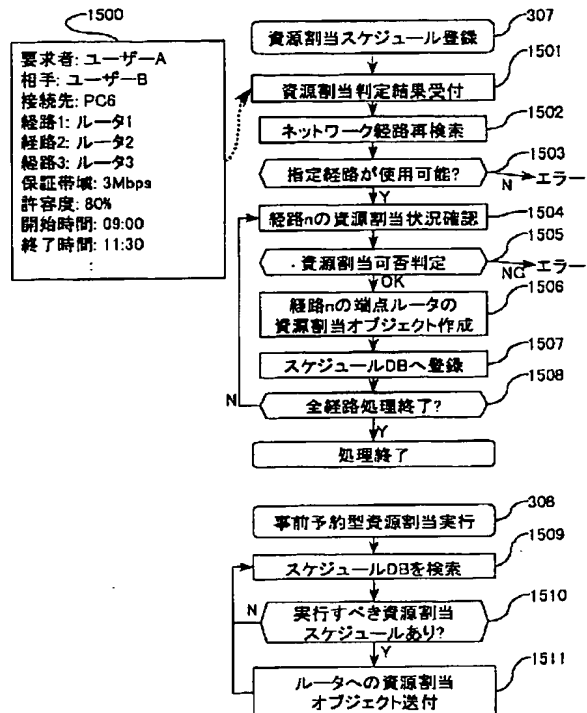 1500
要求者: ユーザーA
相手: ユーザーB
接続先: PC6
経路1: ルータ1
経路2: ルータ2
経路3: ルータ3
保証帯域: 3Mbps
許容度: 80%
開始時間: 09:00
終了時間: 11:30
:
307
資源割当スケジュール登録
1501
資源割当判定結果受付
1502
ネットワーク経路再検索
1503
指定経路が使用可能?
N
エラー
Y
1504
経路nの資源割当状況確認
1505
資源割当可否判定
NG
エラー
OK
1506
経路nの端点ルータの
資源割当オブジェクト作成
1507
スケジュールDBへ登録
1508
N
全経路処理終了?
Y
処理終了
308
事前予約型資源割当実行
1509
スケジュールDBを検索
1510
N
実行すべき資源割当
スケジュールあり?
Y
1511
ルータへの資源割当
オブジェクト送付